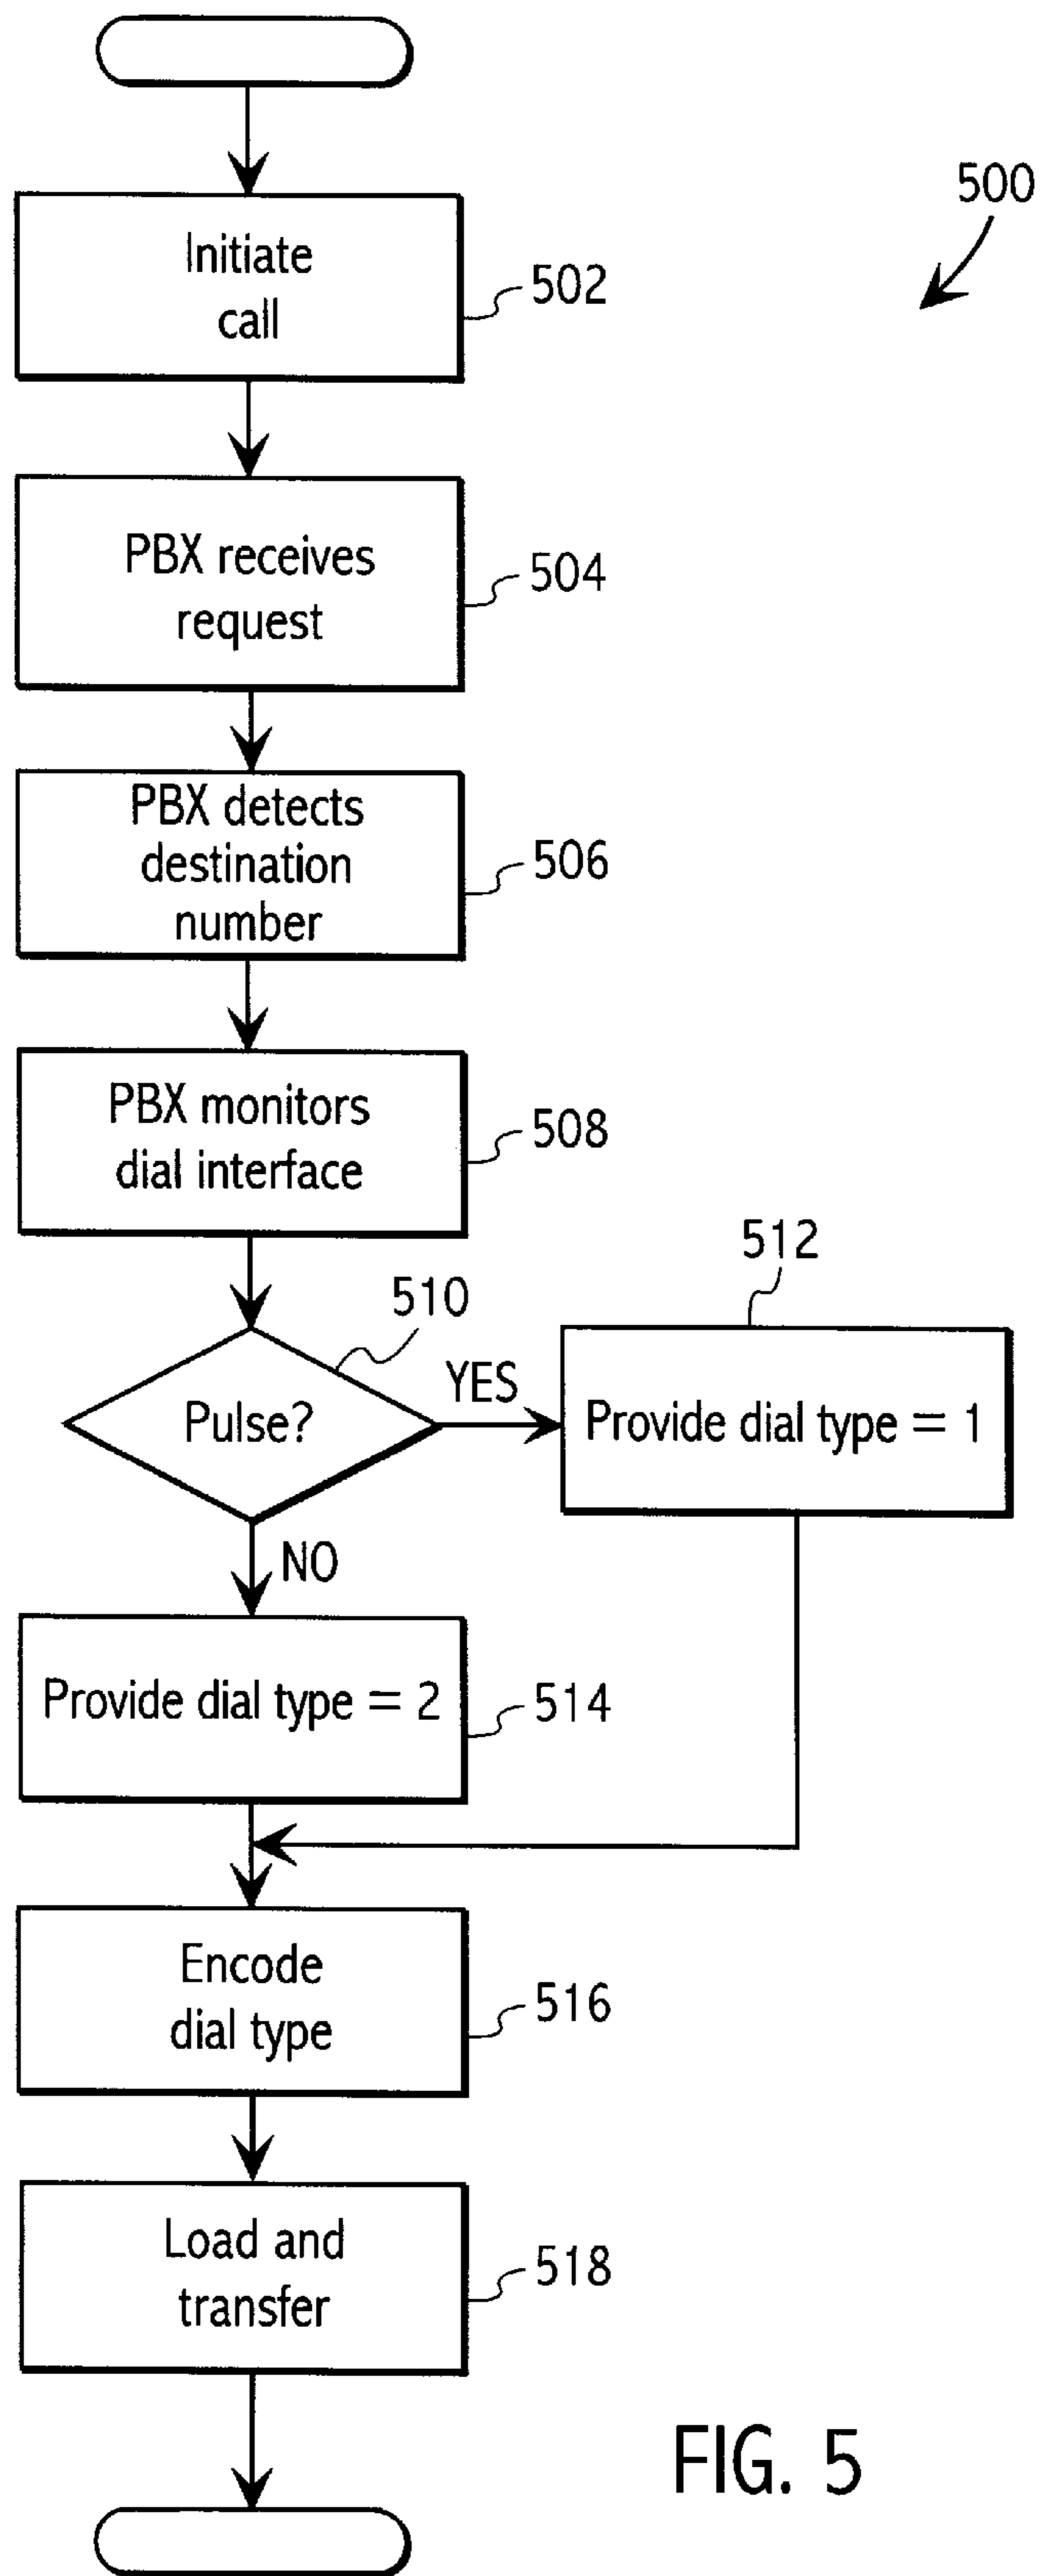 500
Initiate
call
502
PBX receives
request
504
PBX detects
destination
number
506
PBX monitors
dial interface
508
510
Pulse?
YES
512
Provide dial type = 1
NO
Provide dial type = 2
514
Encode
dial type
516
Load and
transfer
518
FIG. 5